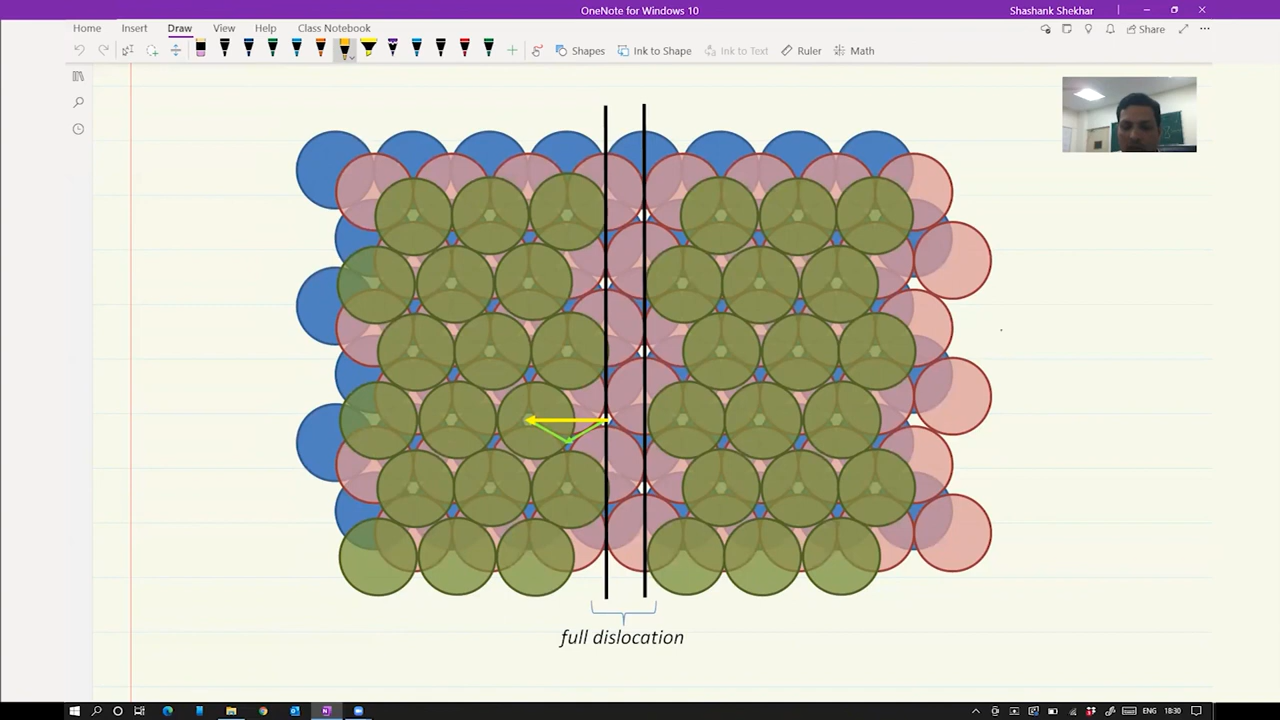 OneNote for Windows 10
Shashank Shekhar
Home Insert Draw View Help Class Notebook
Shapes Ink to Shape Ink to Text Ruler Math
Share
full dislocation
ENG 18:30